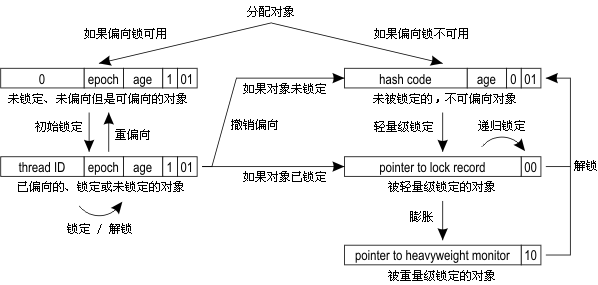 分配对象
如果偏向锁可用
如果偏向锁不可用
0 epoch age 1 01
hash code age 0 01
未锁定、未偏向但是可偏向的对象
如果对象未锁定
未被锁定的，不可偏向对象
初始锁定
重偏向
撤销偏向
轻量级锁定
递归锁定
thread ID epoch age 1 01
pointer to lock record 00
解锁
已偏向的、锁定或未锁定的对象
如果对象已锁定
被轻量级锁定的对象
锁定 / 解锁
膨胀
pointer to heavyweight monitor 10
被重量级锁定的对象